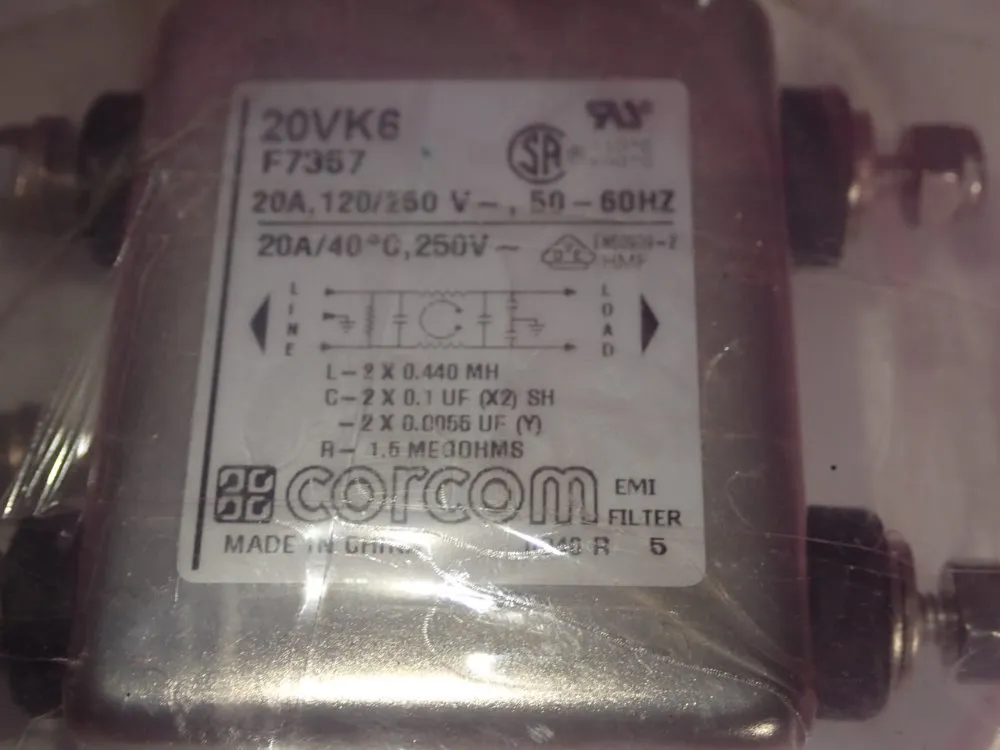 20VK6
F7357
20A, 120/250 V~, 50-60HZ
20A/40°C, 250V~
LINE
LOAD
L-2 X 0.440 MH
C-2 X 0.1 UF (X2) SH
-2 X 0.0055 UF (Y)
R- 1.5 MEGOHMS
corcom EMI
FILTER
MADE IN CHINA R 5